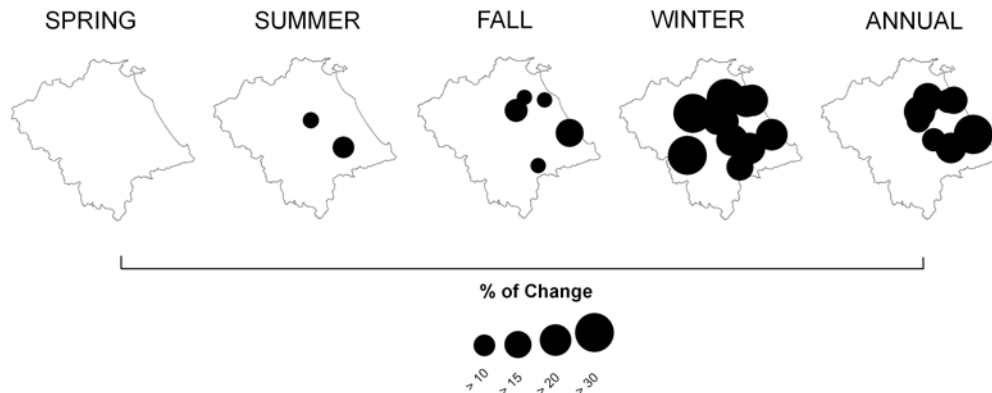 SPRING SUMMER FALL WINTER ANNUAL
% of Change
> 10 > 15 > 20 > 30